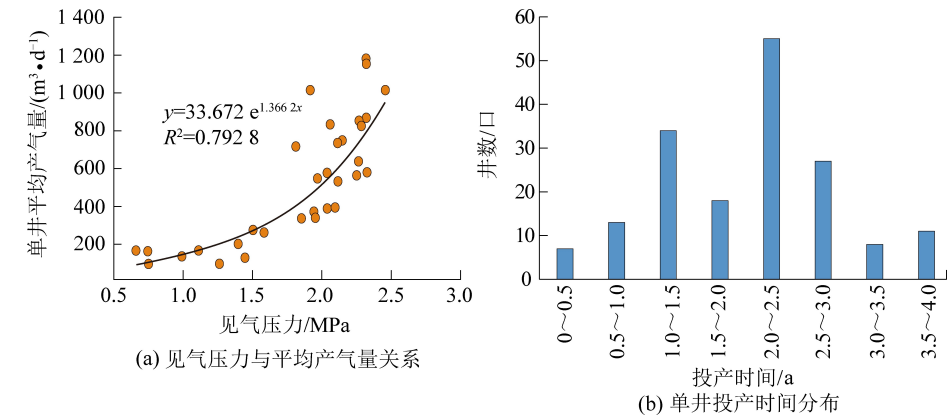 1 400
1 200
1 000
800
600
400
200
单井平均产气量/(m³•d⁻¹)
y=33.672 e^1.366 2x
R²=0.792 8
0.5 1.0 1.5 2.0 2.5 3.0
见气压力/MPa
(a) 见气压力与平均产气量关系
60
50
40
30
20
10
0
井数/口
0～0.5
0.5～1.0
1.0～1.5
1.5～2.0
2.0～2.5
2.5～3.0
3.0～3.5
3.5～4.0
投产时间/a
(b) 单井投产时间分布